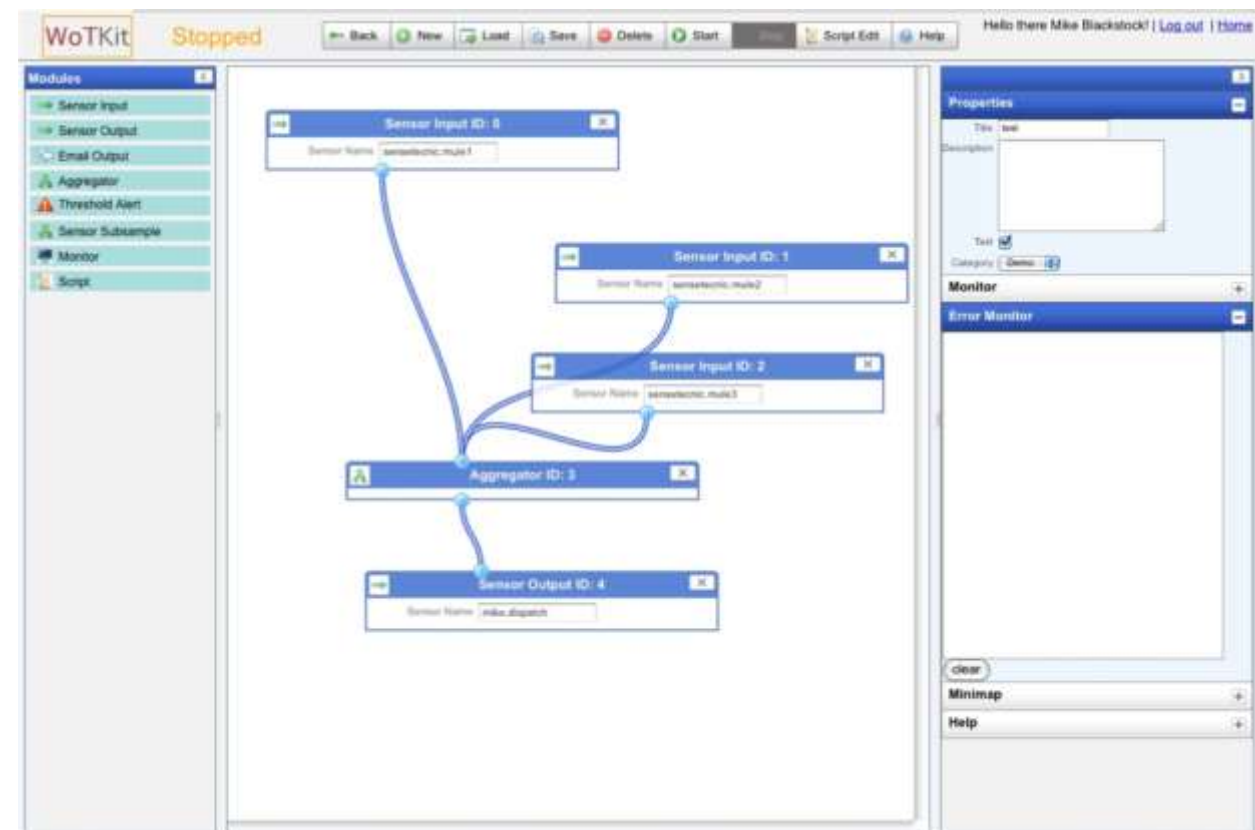 WoTKit
Stopped
Back New Load Save Delete Start Stop Script Edit Help
Hello there Mike Blackstock! | Log out | Home
Modules
Sensor Input
Sensor Output
Email Output
Aggregator
Threshold Alert
Sensor Subsample
Monitor
Script
Sensor Input ID: 0
Sensor Name sensetecnic.mule1
Sensor Input ID: 1
Sensor Name sensetecnic.mule2
Sensor Input ID: 2
Sensor Name sensetecnic.mule3
Aggregator ID: 3
Sensor Output ID: 4
Sensor Name mike.dispatch
Properties
Title test
Description
Category Demo
Monitor
Error Monitor
clear
Minimap
Help